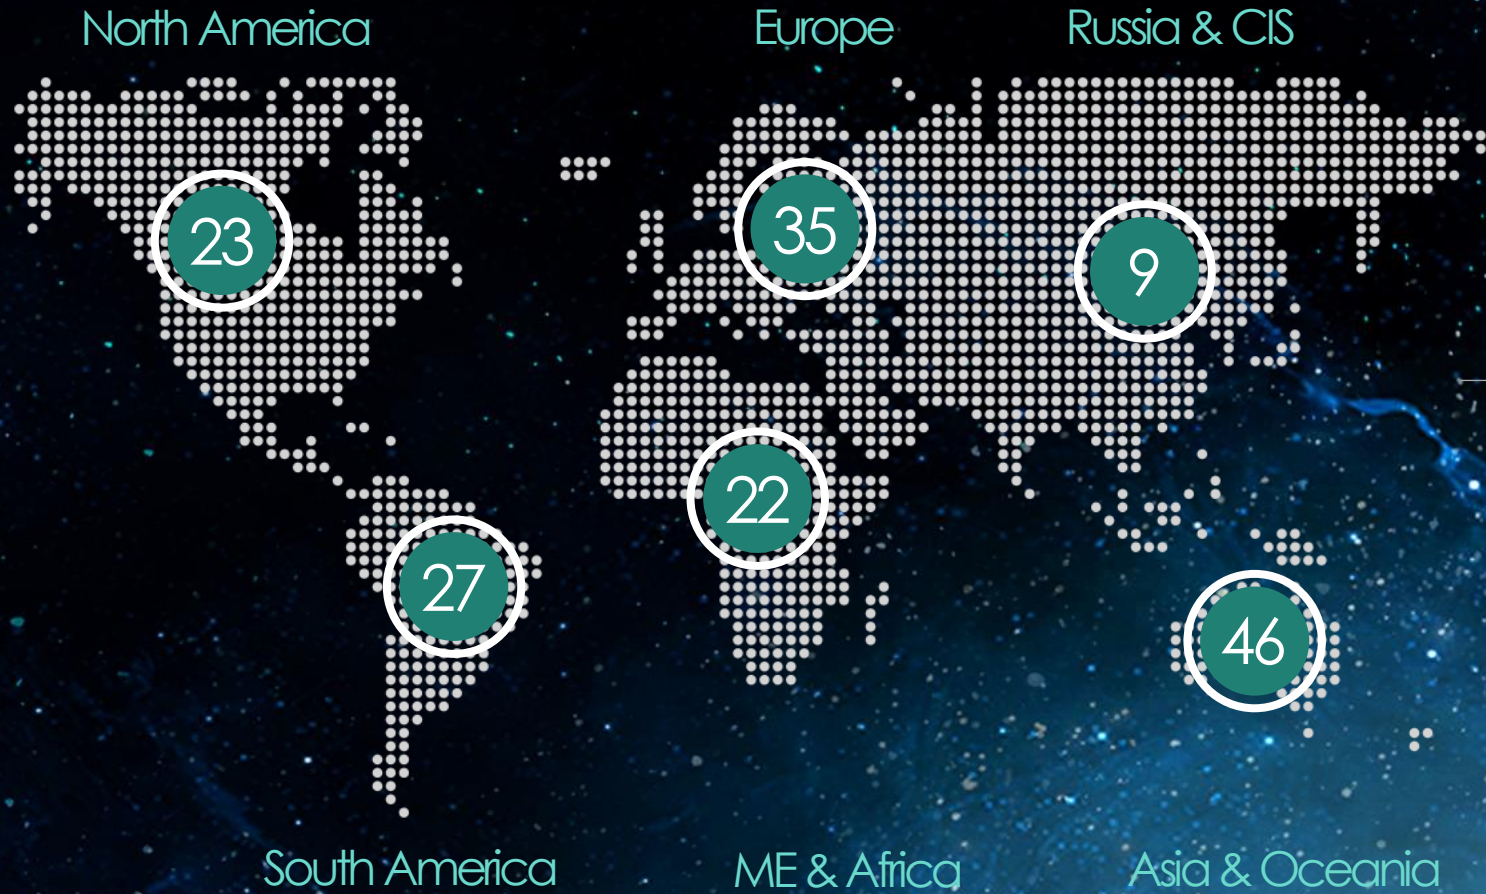 North America
Europe
Russia & CIS
23
35
9
22
27
46
South America
ME & Africa
Asia & Oceania